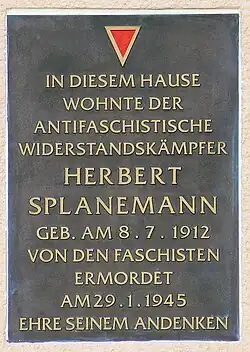 IN DIESEM HAUSE
WOHNTE DER
ANTIFASCHISTISCHE
WIDERSTANDSKÄMPFER
HERBERT
SPLANEMANN
GEB. AM 8. 7. 1912
VON DEN FASCHISTEN
ERMORDET
AM 29. 1. 1945
EHRE SEINEM ANDENKEN